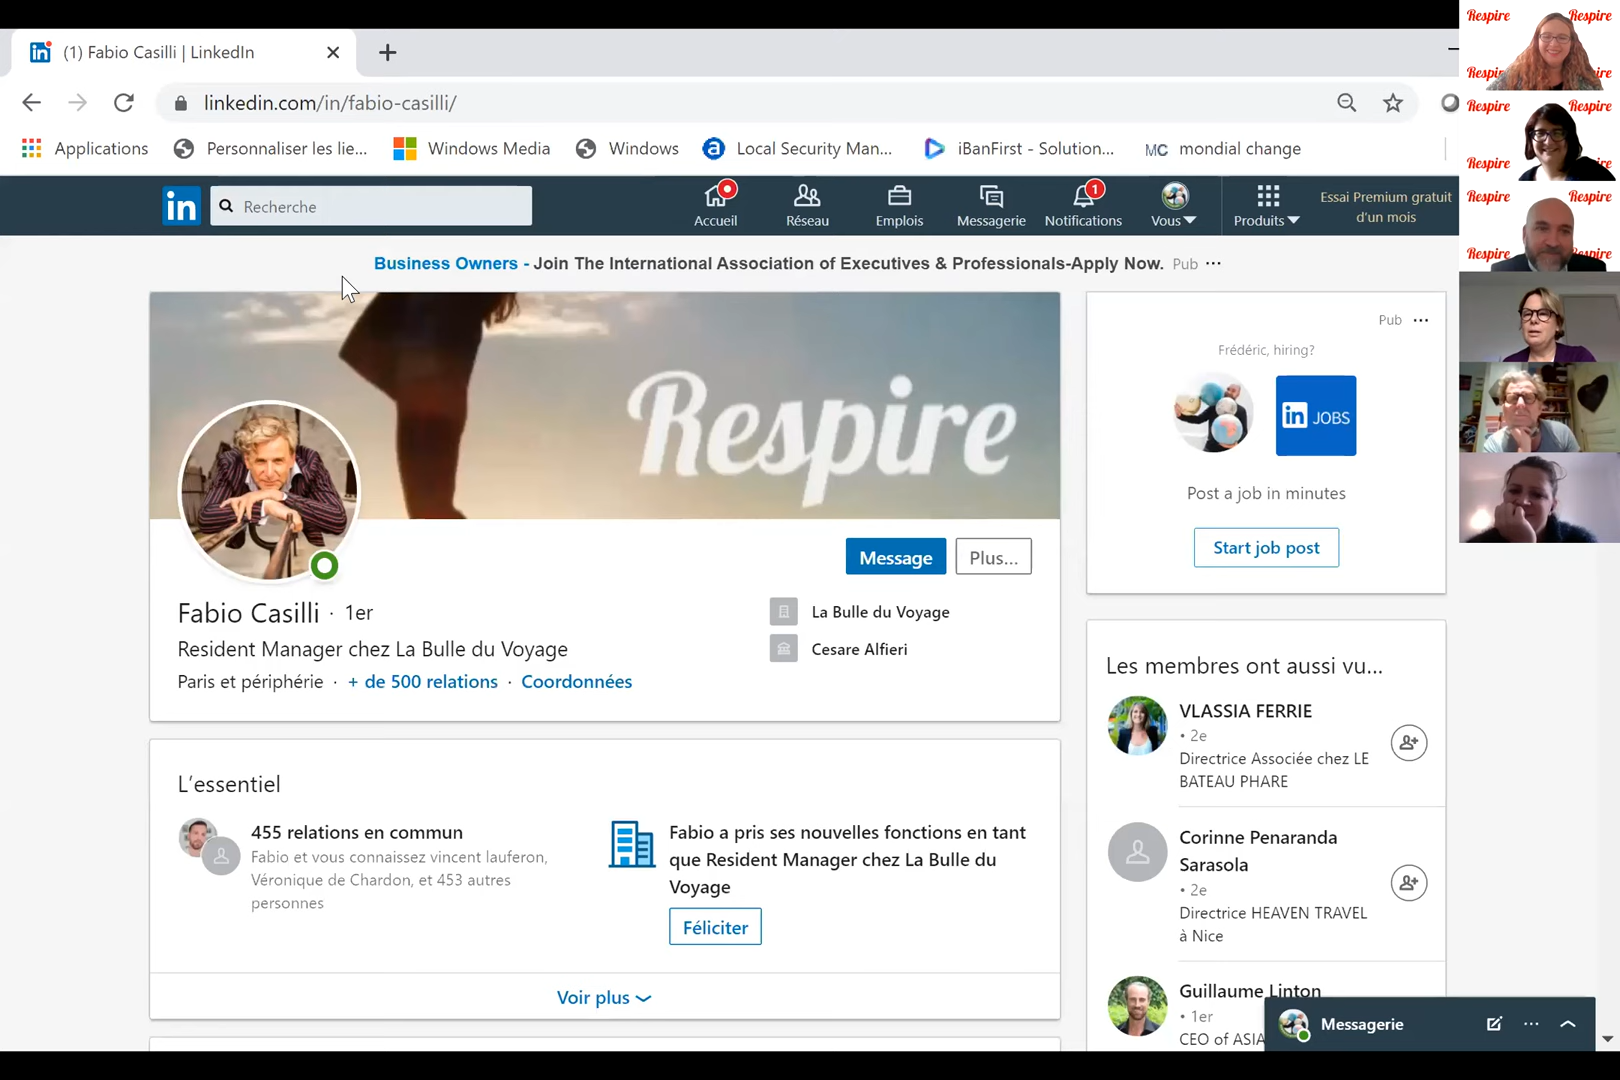 (1) Fabio Casilli | LinkedIn
linkedin.com/in/fabio-casilli/
Applications
Personnaliser les lie...
Windows Media
Windows
Local Security Man...
iBanFirst - Solution...
MC mondial change
in
Recherche
Accueil
Réseau
Emplois
Messagerie
1
Notifications
Vous
Produits
Essai Premium gratuit
d'un mois
Business Owners - Join The International Association of Executives & Professionals-Apply Now. Pub ...
Respire
Message
Plus...
Fabio Casilli · 1er
Resident Manager chez La Bulle du Voyage
Paris et périphérie · + de 500 relations · Coordonnées
La Bulle du Voyage
Cesare Alfieri
L'essentiel
455 relations en commun
Fabio et vous connaissez vincent lauferon,
Véronique de Chardon, et 453 autres
personnes
Fabio a pris ses nouvelles fonctions en tant
que Resident Manager chez La Bulle du
Voyage
Féliciter
Voir plus
Pub ...
Frédéric, hiring?
in JOBS
Post a job in minutes
Start job post
Les membres ont aussi vu...
VLASSIA FERRIE
• 2e
Directrice Associée chez LE
BATEAU PHARE
Corinne Penaranda
Sarasola
• 2e
Directrice HEAVEN TRAVEL
à Nice
Guillaume Linton
• 1er
CEO of ASIA
Messagerie
Respire Respire
Respire Respire
Respire
Respire Respire
Respire